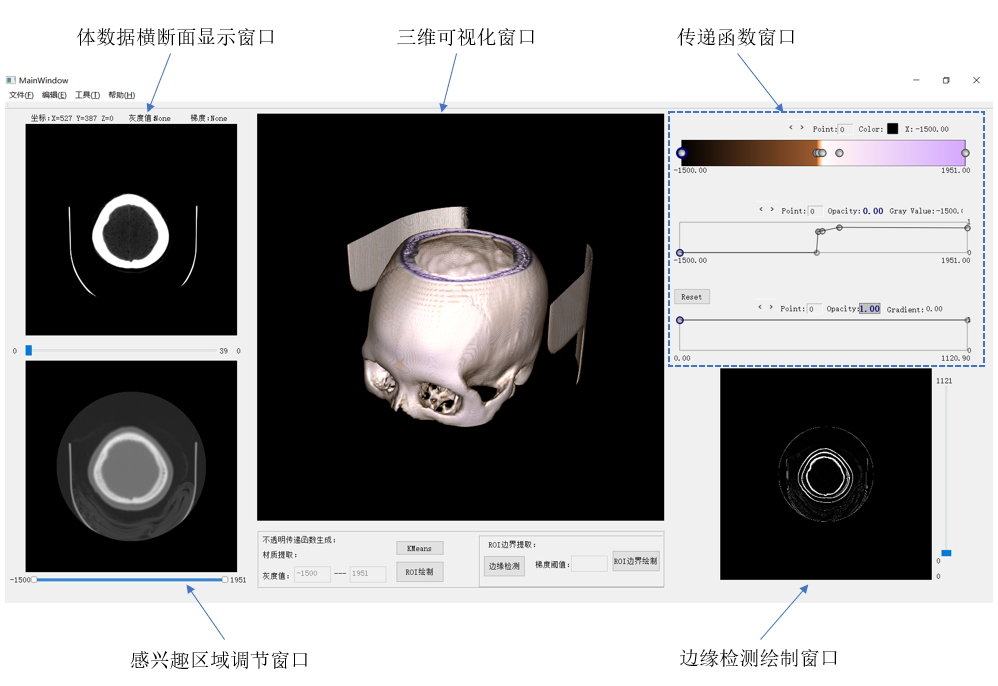 体数据横断面显示窗口
三维可视化窗口
传递函数窗口
MainWindow
文件(F) 编辑(E) 工具(T) 帮助(H)
坐标:X=527 Y=387 Z=0 灰度值:None 梯度:None
< > Point: 0 Color: X: -1500.00
-1500.00 1951.00
< > Point: 0 Opacity: 0.00 Gray Value:-1500.
1
0
-1500.00 1951.00
Reset
< > Point: 0 Opacity: 1.00 Gradient: 0.00
1
0
0.00 1120.90
0 39 0
1121
0
0
-1500 1951
不透明传递函数生成:
材质提取:
KMeans
灰度值: -1500 --- 1951 ROI绘制
ROI边界提取:
边缘检测 梯度阈值: ROI边界绘制
感兴趣区域调节窗口
边缘检测绘制窗口